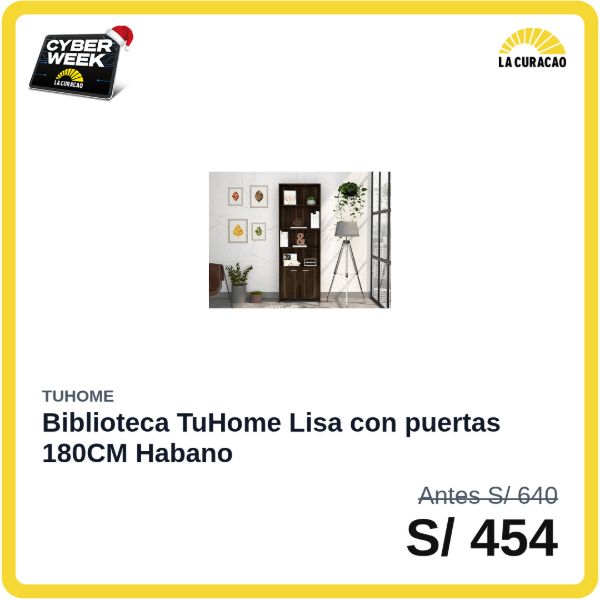 CYBER
WEEK
LA CURACAO
LA CURACAO
&
TUHOME
Biblioteca TuHome Lisa con puertas
180CM Habano
Antes S/ 640
S/ 454